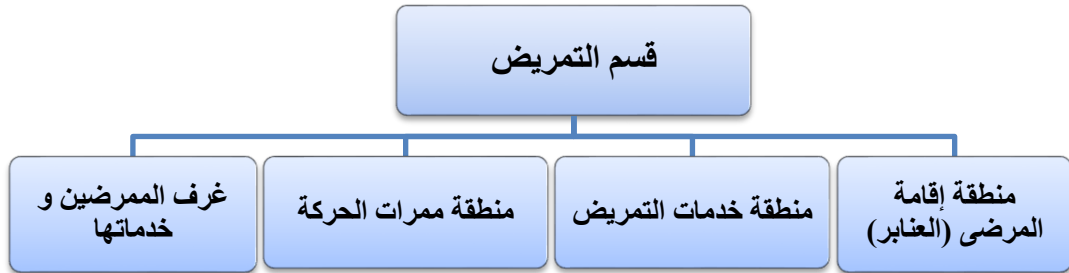 قسم التمريض
منطقة إقامة
المرضى (العنابر)
منطقة خدمات التمريض
منطقة ممرات الحركة
غرف الممرضين و
خدماتها